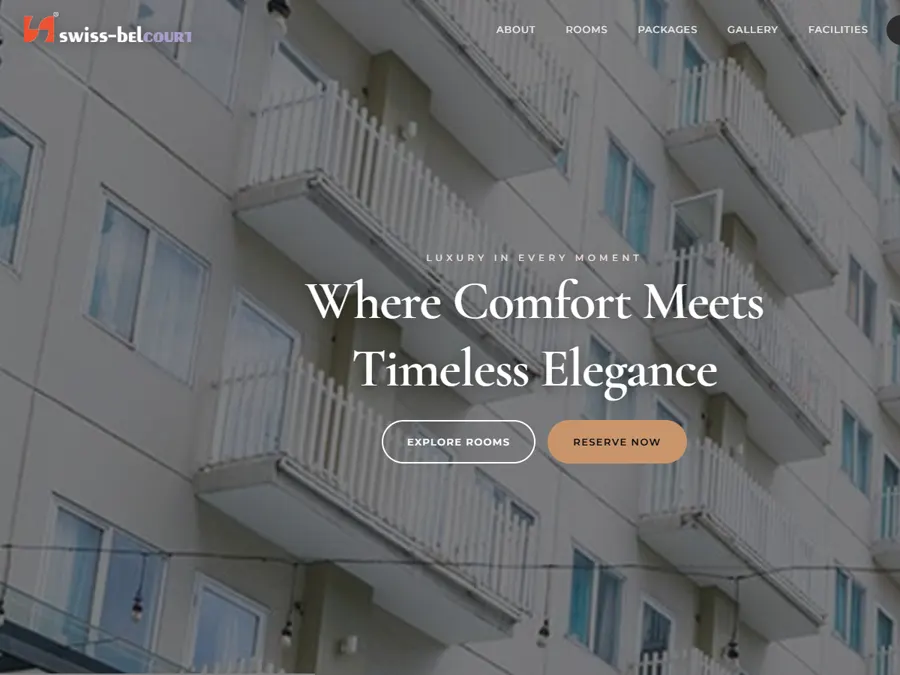 swiss-belcourt
ABOUT
ROOMS
PACKAGES
GALLERY
FACILITIES
LUXURY IN EVERY MOMENT
Where Comfort Meets
Timeless Elegance
EXPLORE ROOMS
RESERVE NOW